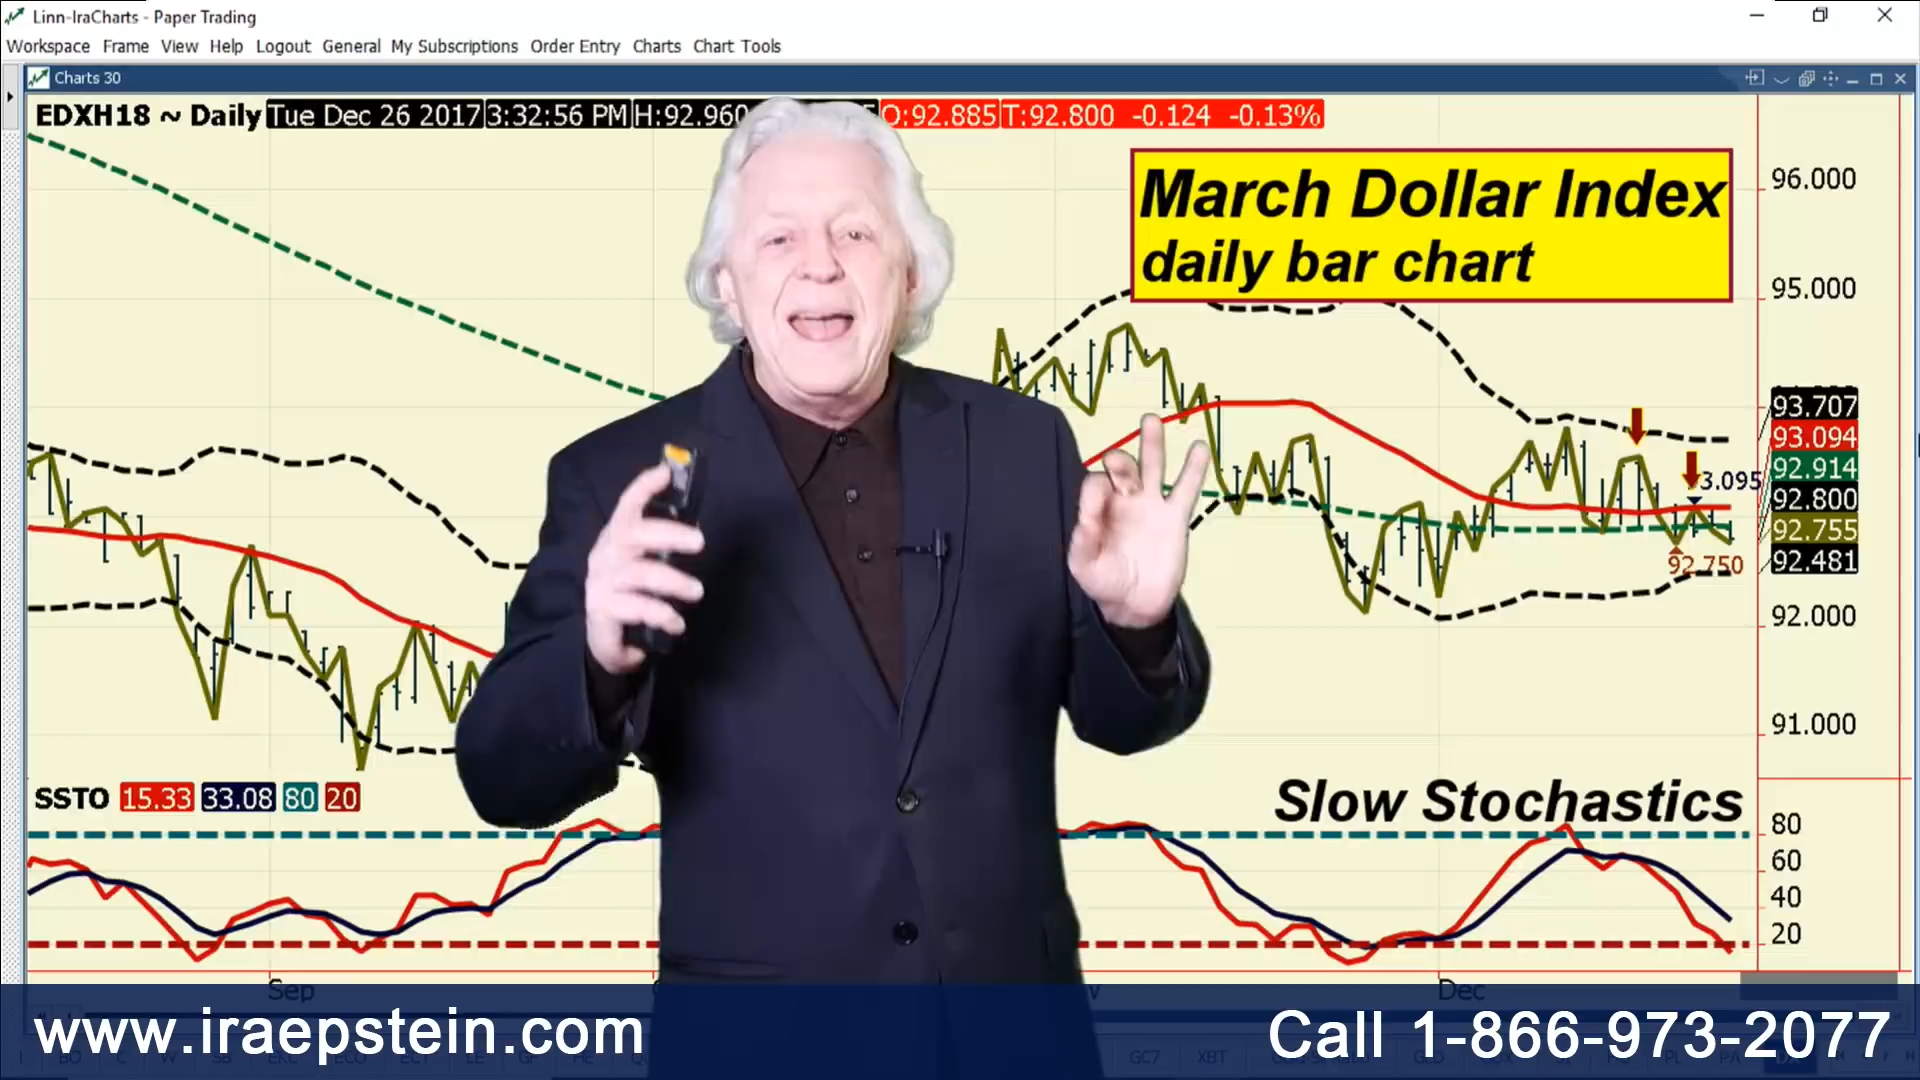 Linn-IraCharts - Paper Trading
Workspace Frame View Help Logout General My Subscriptions Order Entry Charts Chart Tools
Charts 30
EDXH18 ~ Daily Tue Dec 26 2017 3:32:56 PM H:92.960 5 O:92.885 T:92.800 -0.124 -0.13%
March Dollar Index
daily bar chart
96.000
95.000
93.707
93.094
92.914
3.095
92.800
92.755
92.750
92.481
92.000
91.000
SSTO 15.33 33.08 80 20
Slow Stochastics
80
60
40
20
Sep
Dec
www.iraepstein.com
Call 1-866-973-2077
GC7 XBT